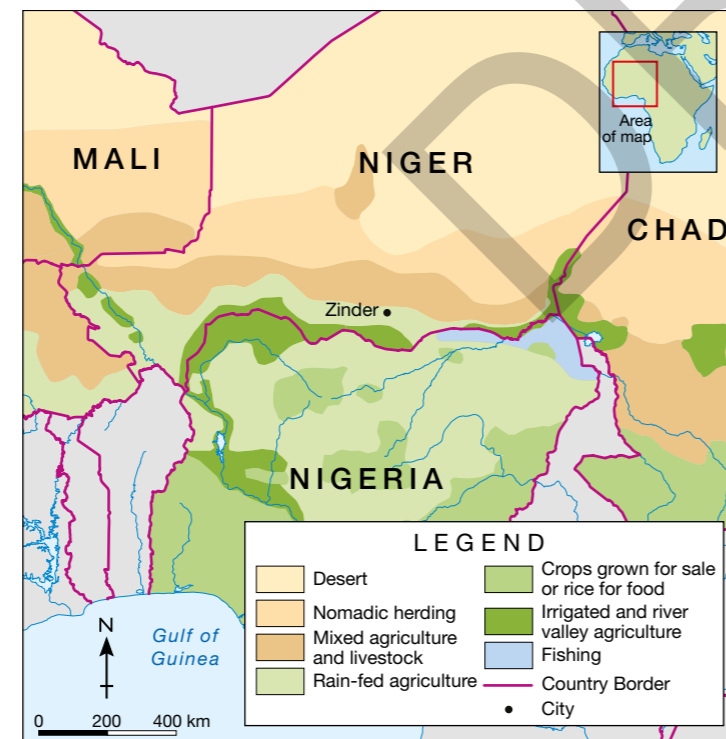 Area
of map
MALI
NIGER
CHAD
Zinder
NIGERIA
Gulf of
Guinea
N
0 200 400 km
LEGEND
Desert
Nomadic herding
Mixed agriculture
and livestock
Rain-fed agriculture
Crops grown for sale
or rice for food
Irrigated and river
valley agriculture
Fishing
Country Border
City